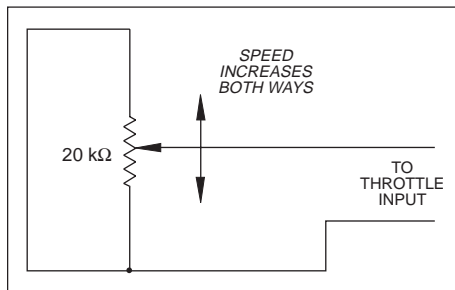 SPEED
INCREASES
BOTH WAYS
20 kΩ
TO
THROTTLE
INPUT